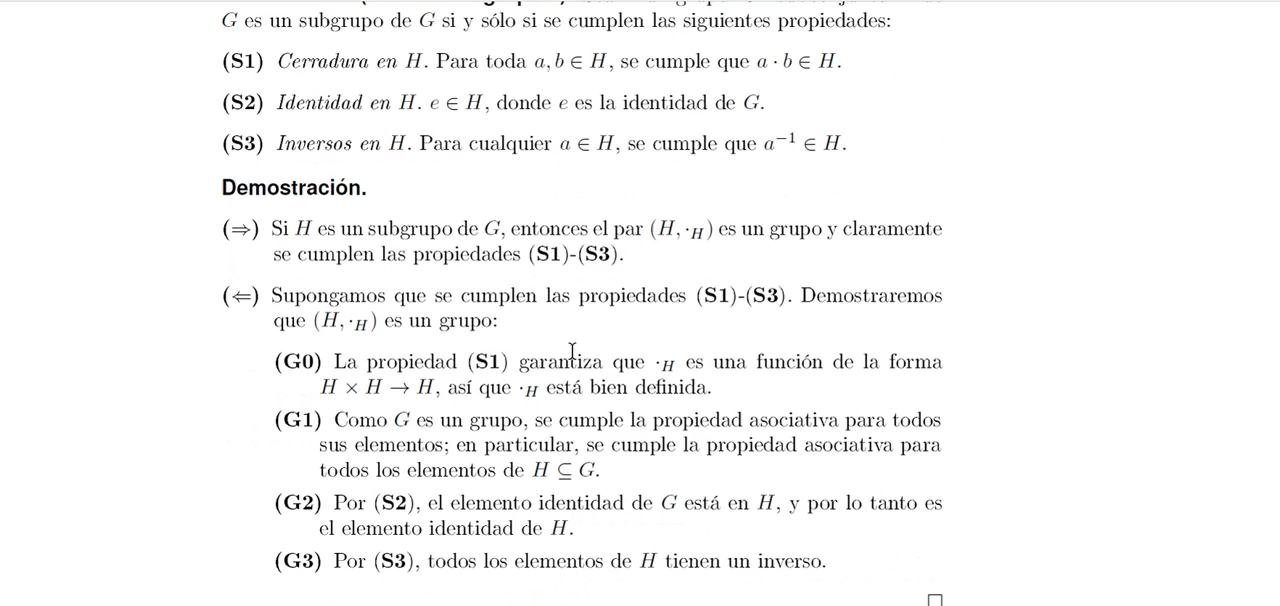 G es un subgrupo de G si y sólo si se cumplen las siguientes propiedades:
(S1) Cerradura en H. Para toda a, b ∈ H, se cumple que a · b ∈ H.
(S2) Identidad en H. e ∈ H, donde e es la identidad de G.
(S3) Inversos en H. Para cualquier a ∈ H, se cumple que a⁻¹ ∈ H.
Demostración.
(⇒) Si H es un subgrupo de G, entonces el par (H, ·_H) es un grupo y claramente
se cumplen las propiedades (S1)-(S3).
(⇐) Supongamos que se cumplen las propiedades (S1)-(S3). Demostraremos
que (H, ·_H) es un grupo:
(G0) La propiedad (S1) garantiza que ·_H es una función de la forma
H × H → H, así que ·_H está bien definida.
(G1) Como G es un grupo, se cumple la propiedad asociativa para todos
sus elementos; en particular, se cumple la propiedad asociativa para
todos los elementos de H ⊆ G.
(G2) Por (S2), el elemento identidad de G está en H, y por lo tanto es
el elemento identidad de H.
(G3) Por (S3), todos los elementos de H tienen un inverso.